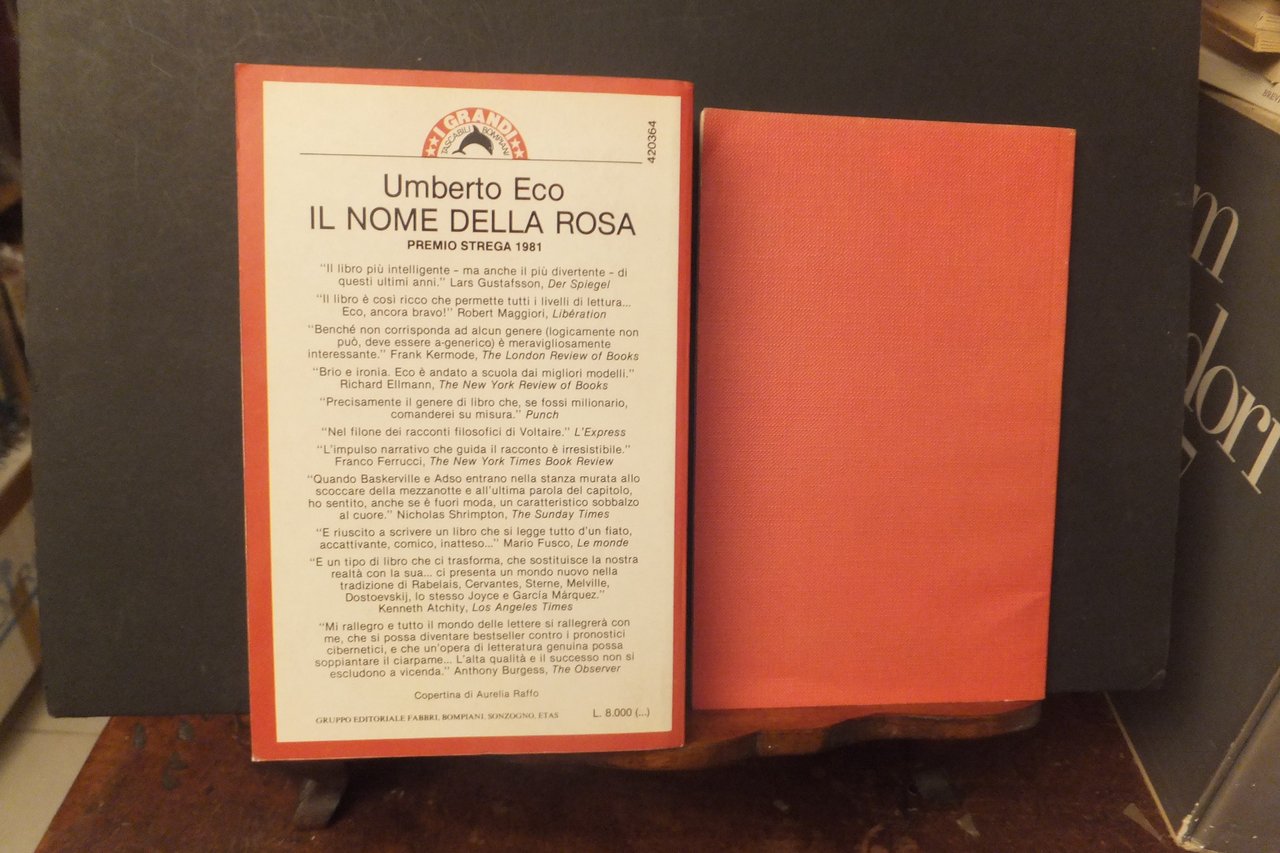 I GRANDI
TASCABILI BOMPIANI
420364
Umberto Eco
IL NOME DELLA ROSA
PREMIO STREGA 1981
"Il libro più intelligente – ma anche il più divertente – di
questi ultimi anni." Lars Gustafsson, Der Spiegel
"Il libro è così ricco che permette tutti i livelli di lettura...
Eco, ancora bravo!" Robert Maggiori, Libération
"Benché non corrisponda ad alcun genere (logicamente non
può, deve essere a-generico) è meravigliosamente
interessante." Frank Kermode, The London Review of Books
"Brio e ironia. Eco è andato a scuola dai migliori modelli."
Richard Ellmann, The New York Review of Books
"Precisamente il genere di libro che, se fossi milionario,
comanderei su misura." Punch
"Nel filone dei racconti filosofici di Voltaire." L'Express
"L'impulso narrativo che guida il racconto è irresistibile."
Franco Ferrucci, The New York Times Book Review
"Quando Baskerville e Adso entrano nella stanza murata allo
scoccare della mezzanotte e all'ultima parola del capitolo,
ho sentito, anche se è fuori moda, un caratteristico sobbalzo
al cuore." Nicholas Shrimpton, The Sunday Times
"E riuscito a scrivere un libro che si legge tutto d'un fiato,
accattivante, comico, inatteso..." Mario Fusco, Le monde
"E un tipo di libro che ci trasforma, che sostituisce la nostra
realtà con la sua... ci presenta un mondo nuovo nella
tradizione di Rabelais, Cervantes, Sterne, Melville,
Dostoevskij, lo stesso Joyce e García Márquez."
Kenneth Atchity, Los Angeles Times
"Mi rallegro e tutto il mondo delle lettere si rallegrerà con
me, che si possa diventare bestseller contro i pronostici
cibernetici, e che un'opera di letteratura genuina possa
soppiantare il ciarpame... L'alta qualità e il successo non si
escludono a vicenda." Anthony Burgess, The Observer
Copertina di Aurelia Raffo
GRUPPO EDITORIALE FABBRI, BOMPIANI, SONZOGNO, ETAS
L. 8.000 (...)